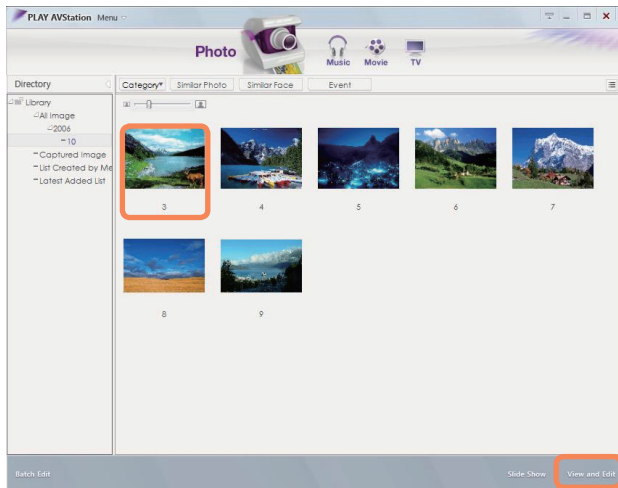 PLAY AVStation Menu
Photo
Music Movie TV
Directory
Category Similar Photo Similar Face Event
Library
All Image
2006
10
Captured Image
List Created by Me
Latest Added List
3 4 5 6 7
8 9
Batch Edit Slide Show View and Edit